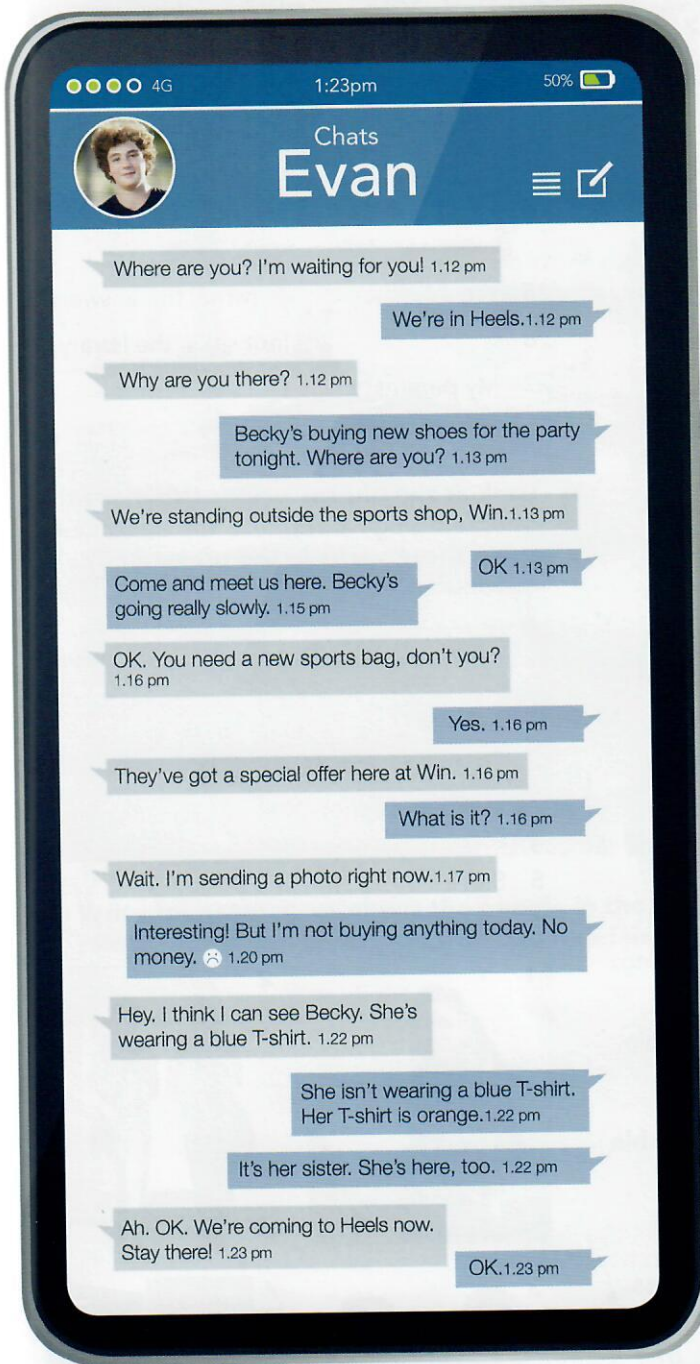 4G
1:23pm
50%
Chats
Evan
Where are you? I'm waiting for you! 1.12 pm
We're in Heels.1.12 pm
Why are you there? 1.12 pm
Becky's buying new shoes for the party
tonight. Where are you? 1.13 pm
We're standing outside the sports shop, Win.1.13 pm
OK 1.13 pm
Come and meet us here. Becky's
going really slowly. 1.15 pm
OK. You need a new sports bag, don't you?
1.16 pm
Yes. 1.16 pm
They've got a special offer here at Win. 1.16 pm
What is it? 1.16 pm
Wait. I'm sending a photo right now.1.17 pm
Interesting! But I'm not buying anything today. No
money. ☹ 1.20 pm
Hey. I think I can see Becky. She's
wearing a blue T-shirt. 1.22 pm
She isn't wearing a blue T-shirt.
Her T-shirt is orange.1.22 pm
It's her sister. She's here, too. 1.22 pm
Ah. OK. We're coming to Heels now.
Stay there! 1.23 pm
OK.1.23 pm